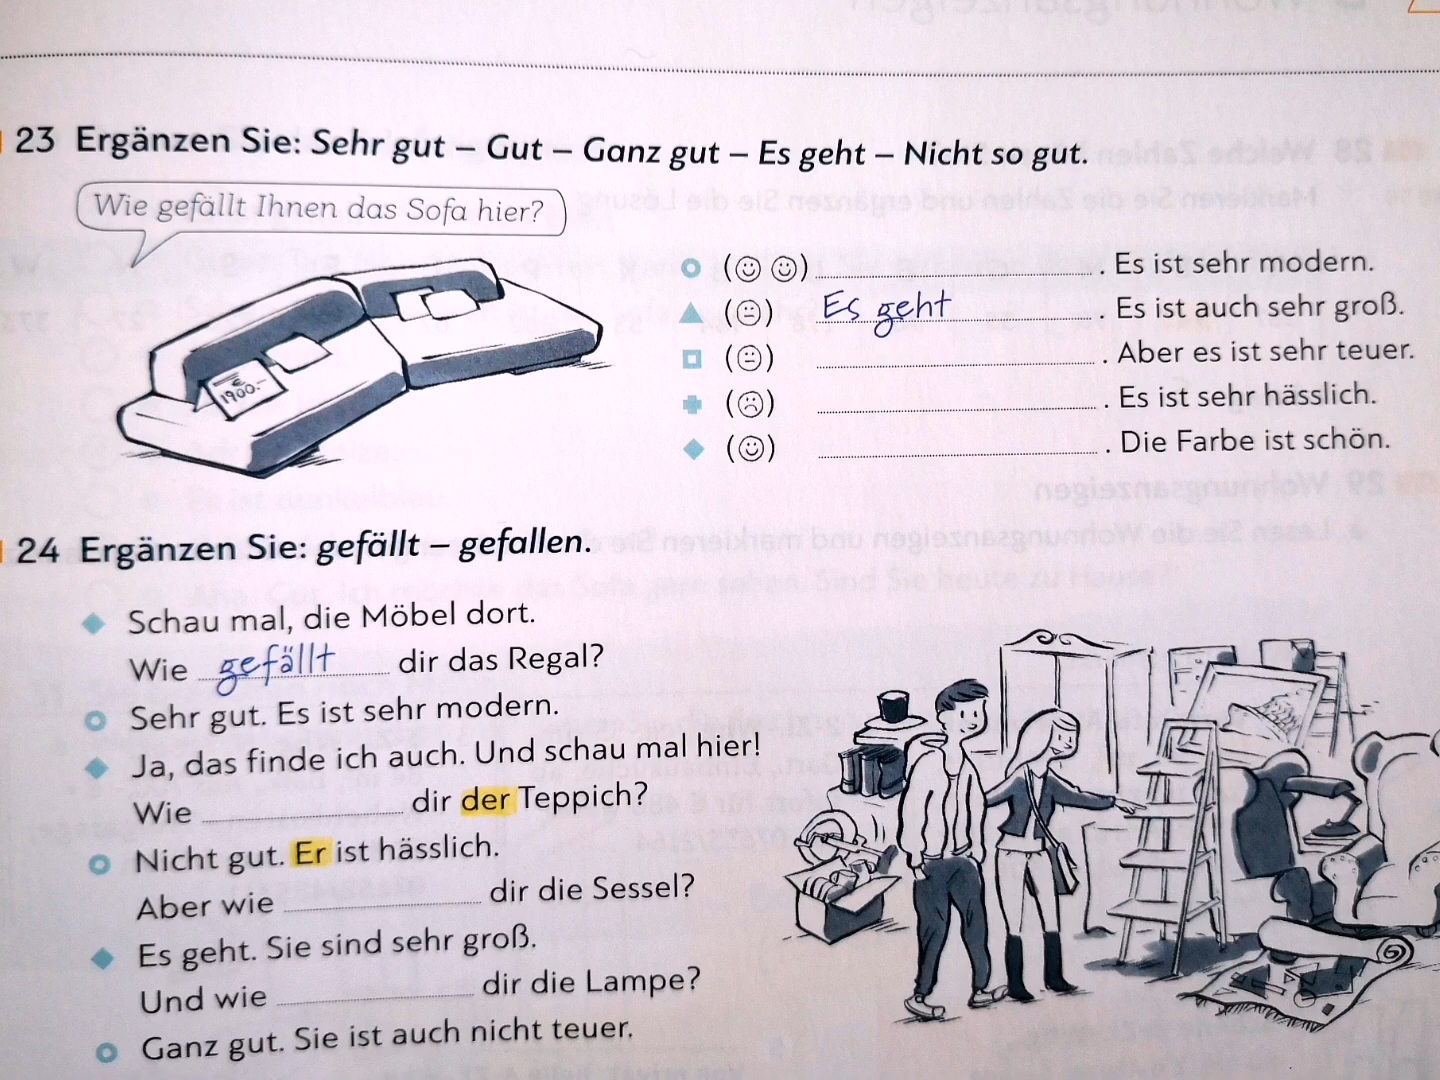 23 Ergänzen Sie: Sehr gut – Gut – Ganz gut – Es geht – Nicht so gut.
Wie gefällt Ihnen das Sofa hier?
€
1900.-
. Es ist sehr modern.
Es geht . Es ist auch sehr groß.
. Aber es ist sehr teuer.
. Es ist sehr hässlich.
. Die Farbe ist schön.
24 Ergänzen Sie: gefällt – gefallen.
Schau mal, die Möbel dort.
Wie gefällt dir das Regal?
Sehr gut. Es ist sehr modern.
Ja, das finde ich auch. Und schau mal hier!
Wie dir der Teppich?
Nicht gut. Er ist hässlich.
Aber wie dir die Sessel?
Es geht. Sie sind sehr groß.
Und wie dir die Lampe?
Ganz gut. Sie ist auch nicht teuer.